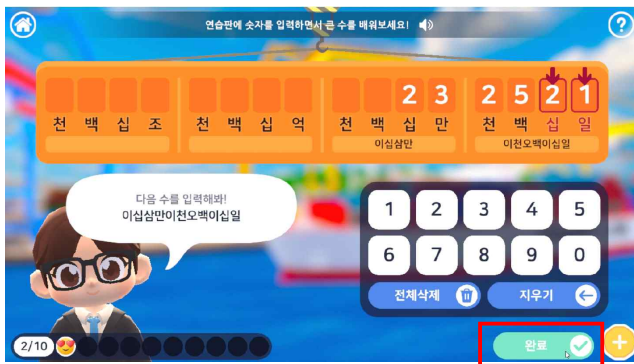 연습판에 숫자를 입력하면서 큰 수를 배워보세요!
?
2 3 2 5 2 1
천 백 십 조 천 백 십 억 천 백 십 만 천 백 십 일
이십삼만 이천오백이십일
다음 수를 입력해봐!
이십삼만이천오백이십일
1 2 3 4 5
6 7 8 9 0
전체삭제 지우기
2/10
완료